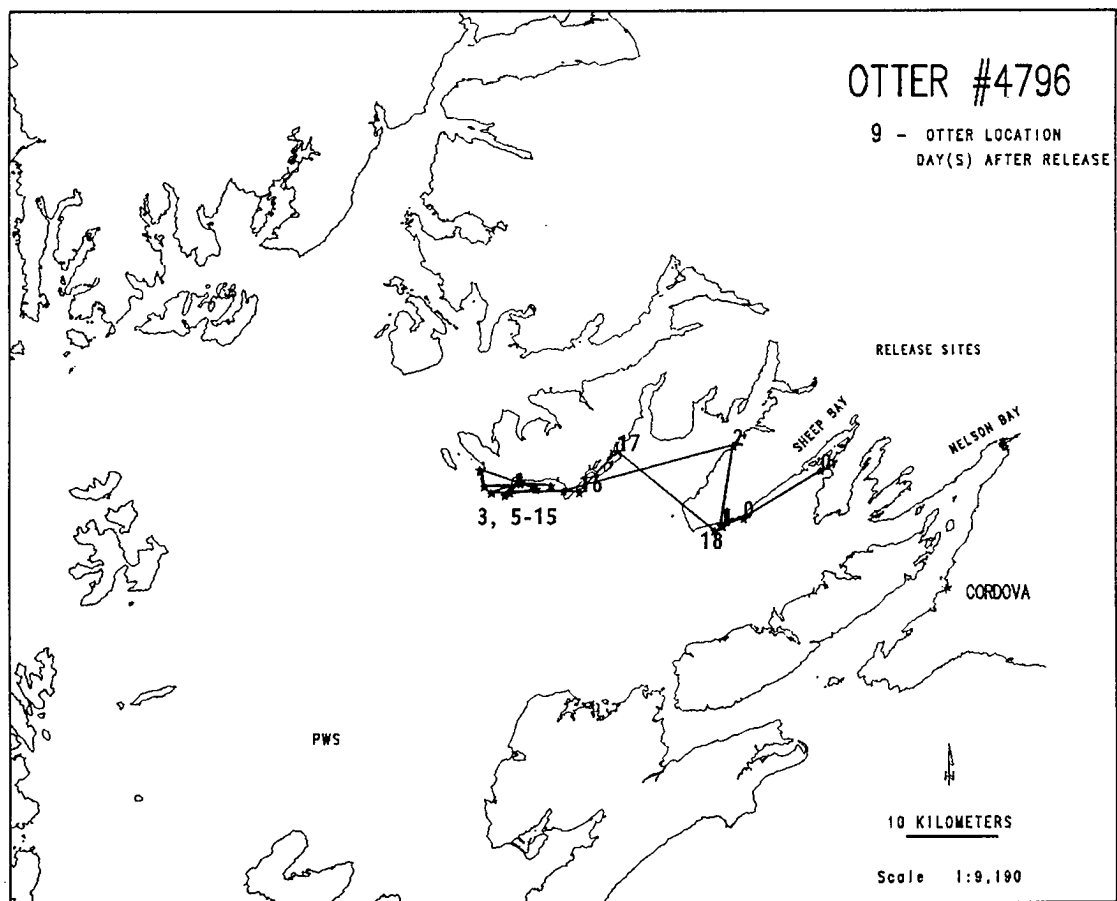 OTTER #4796
9 - OTTER LOCATION
DAY(S) AFTER RELEASE
RELEASE SITES
SHEEP BAY
NELSON BAY
17
2
0
16
3, 5-15
0
18
CORDOVA
PWS
10 KILOMETERS
Scale 1:9,190